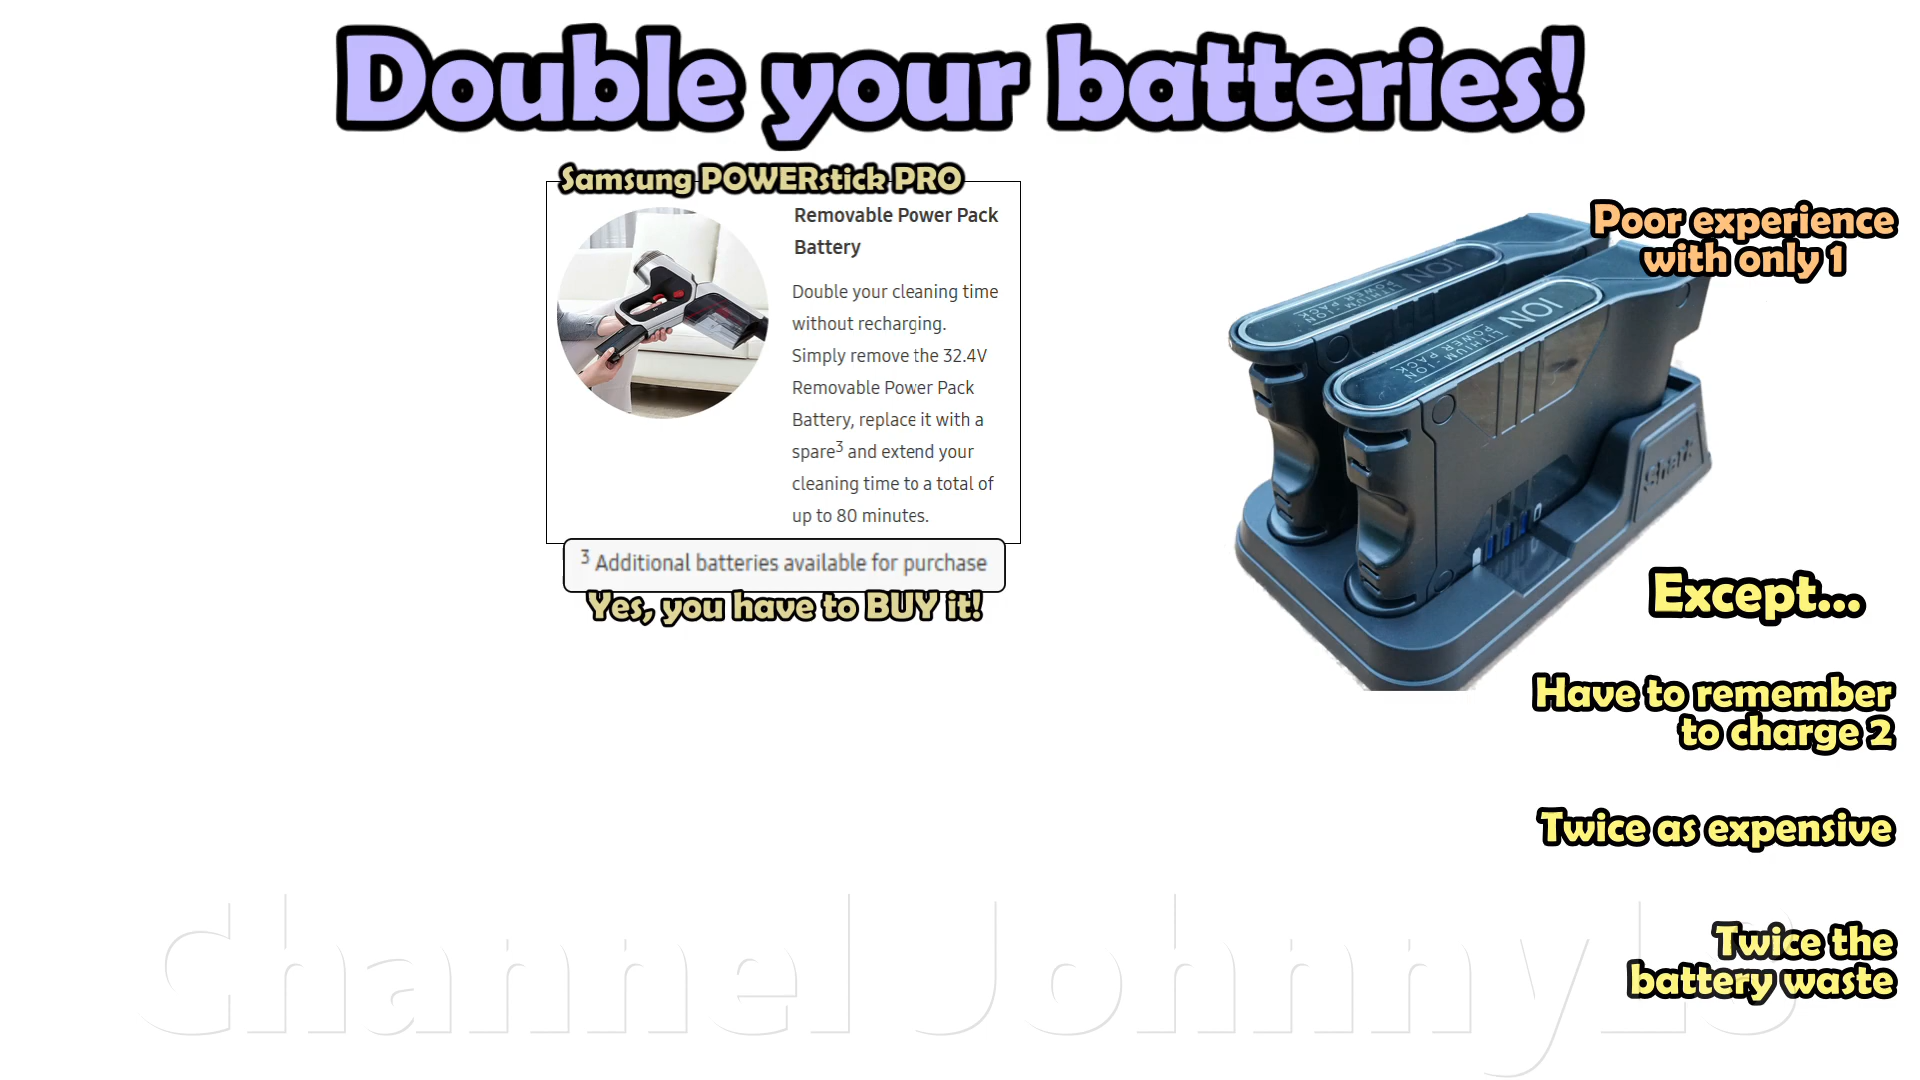 Double your batteries!
Samsung POWERstick PRO
Removable Power Pack
Battery
Double your cleaning time
without recharging.
Simply remove the 32.4V
Removable Power Pack
Battery, replace it with a
spare³ and extend your
cleaning time to a total of
up to 80 minutes.
³ Additional batteries available for purchase
Yes, you have to BUY it!
Poor experience
with only 1
ION
LITHIUM-ION
POWER PACK
ION
LITHIUM-ION
POWER PACK
Shark
Except...
Have to remember
to charge 2
Twice as expensive
Twice the
battery waste
Channel JohnnyLS